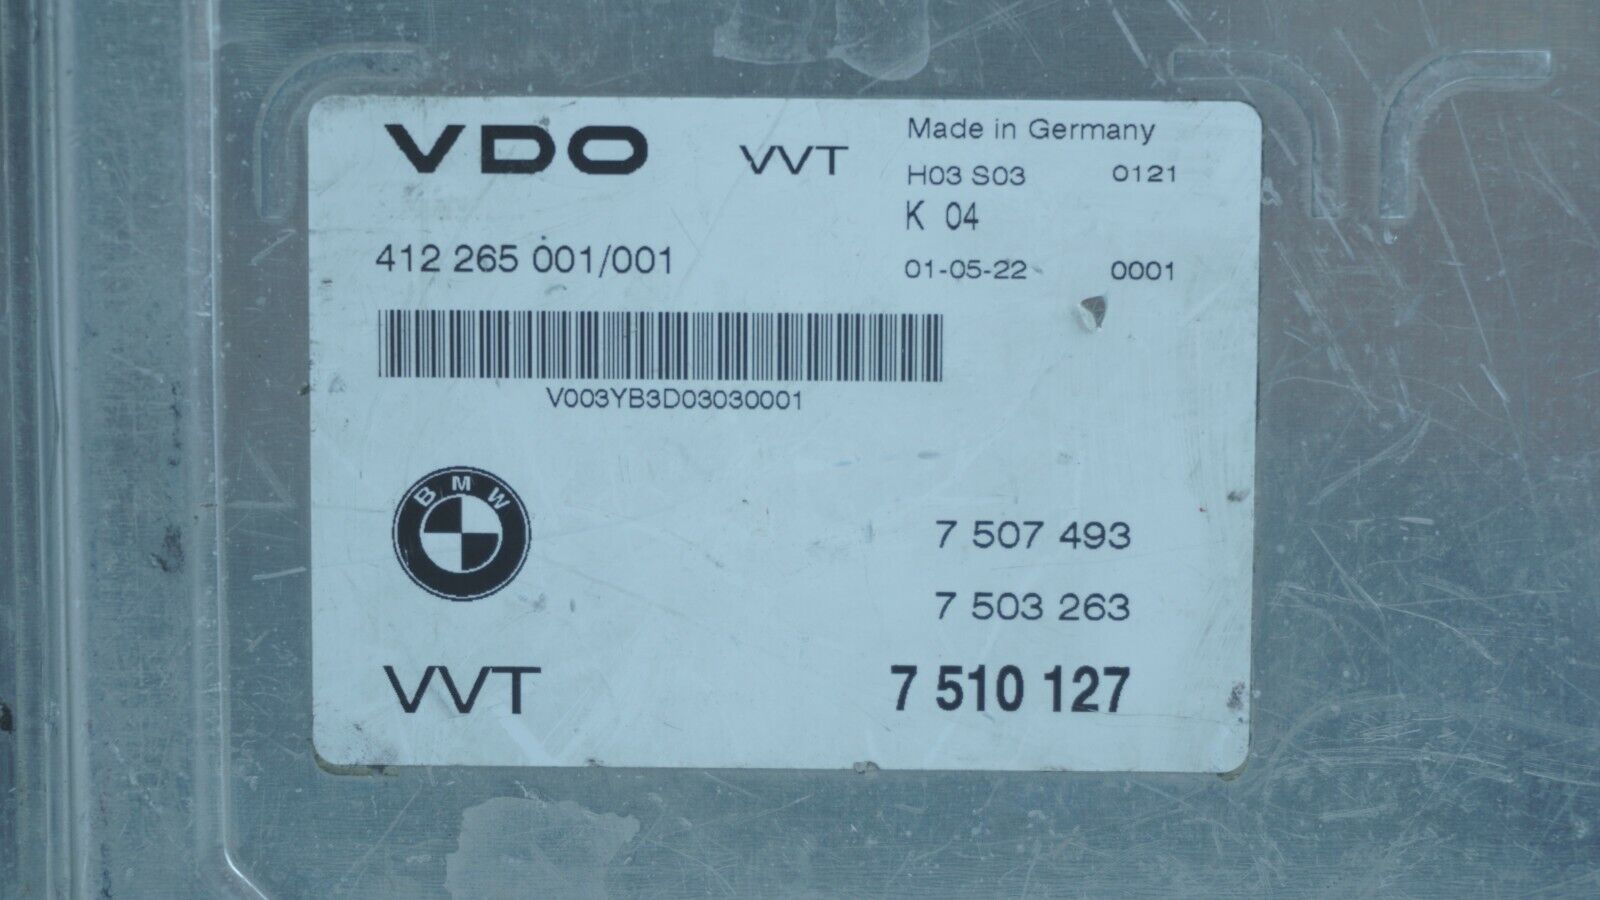 VDO VVT
Made in Germany
H03 S03 0121
K 04
412 265 001/001
01-05-22 0001
V003YB3D03030001
BMW
7 507 493
7 503 263
VVT 7 510 127